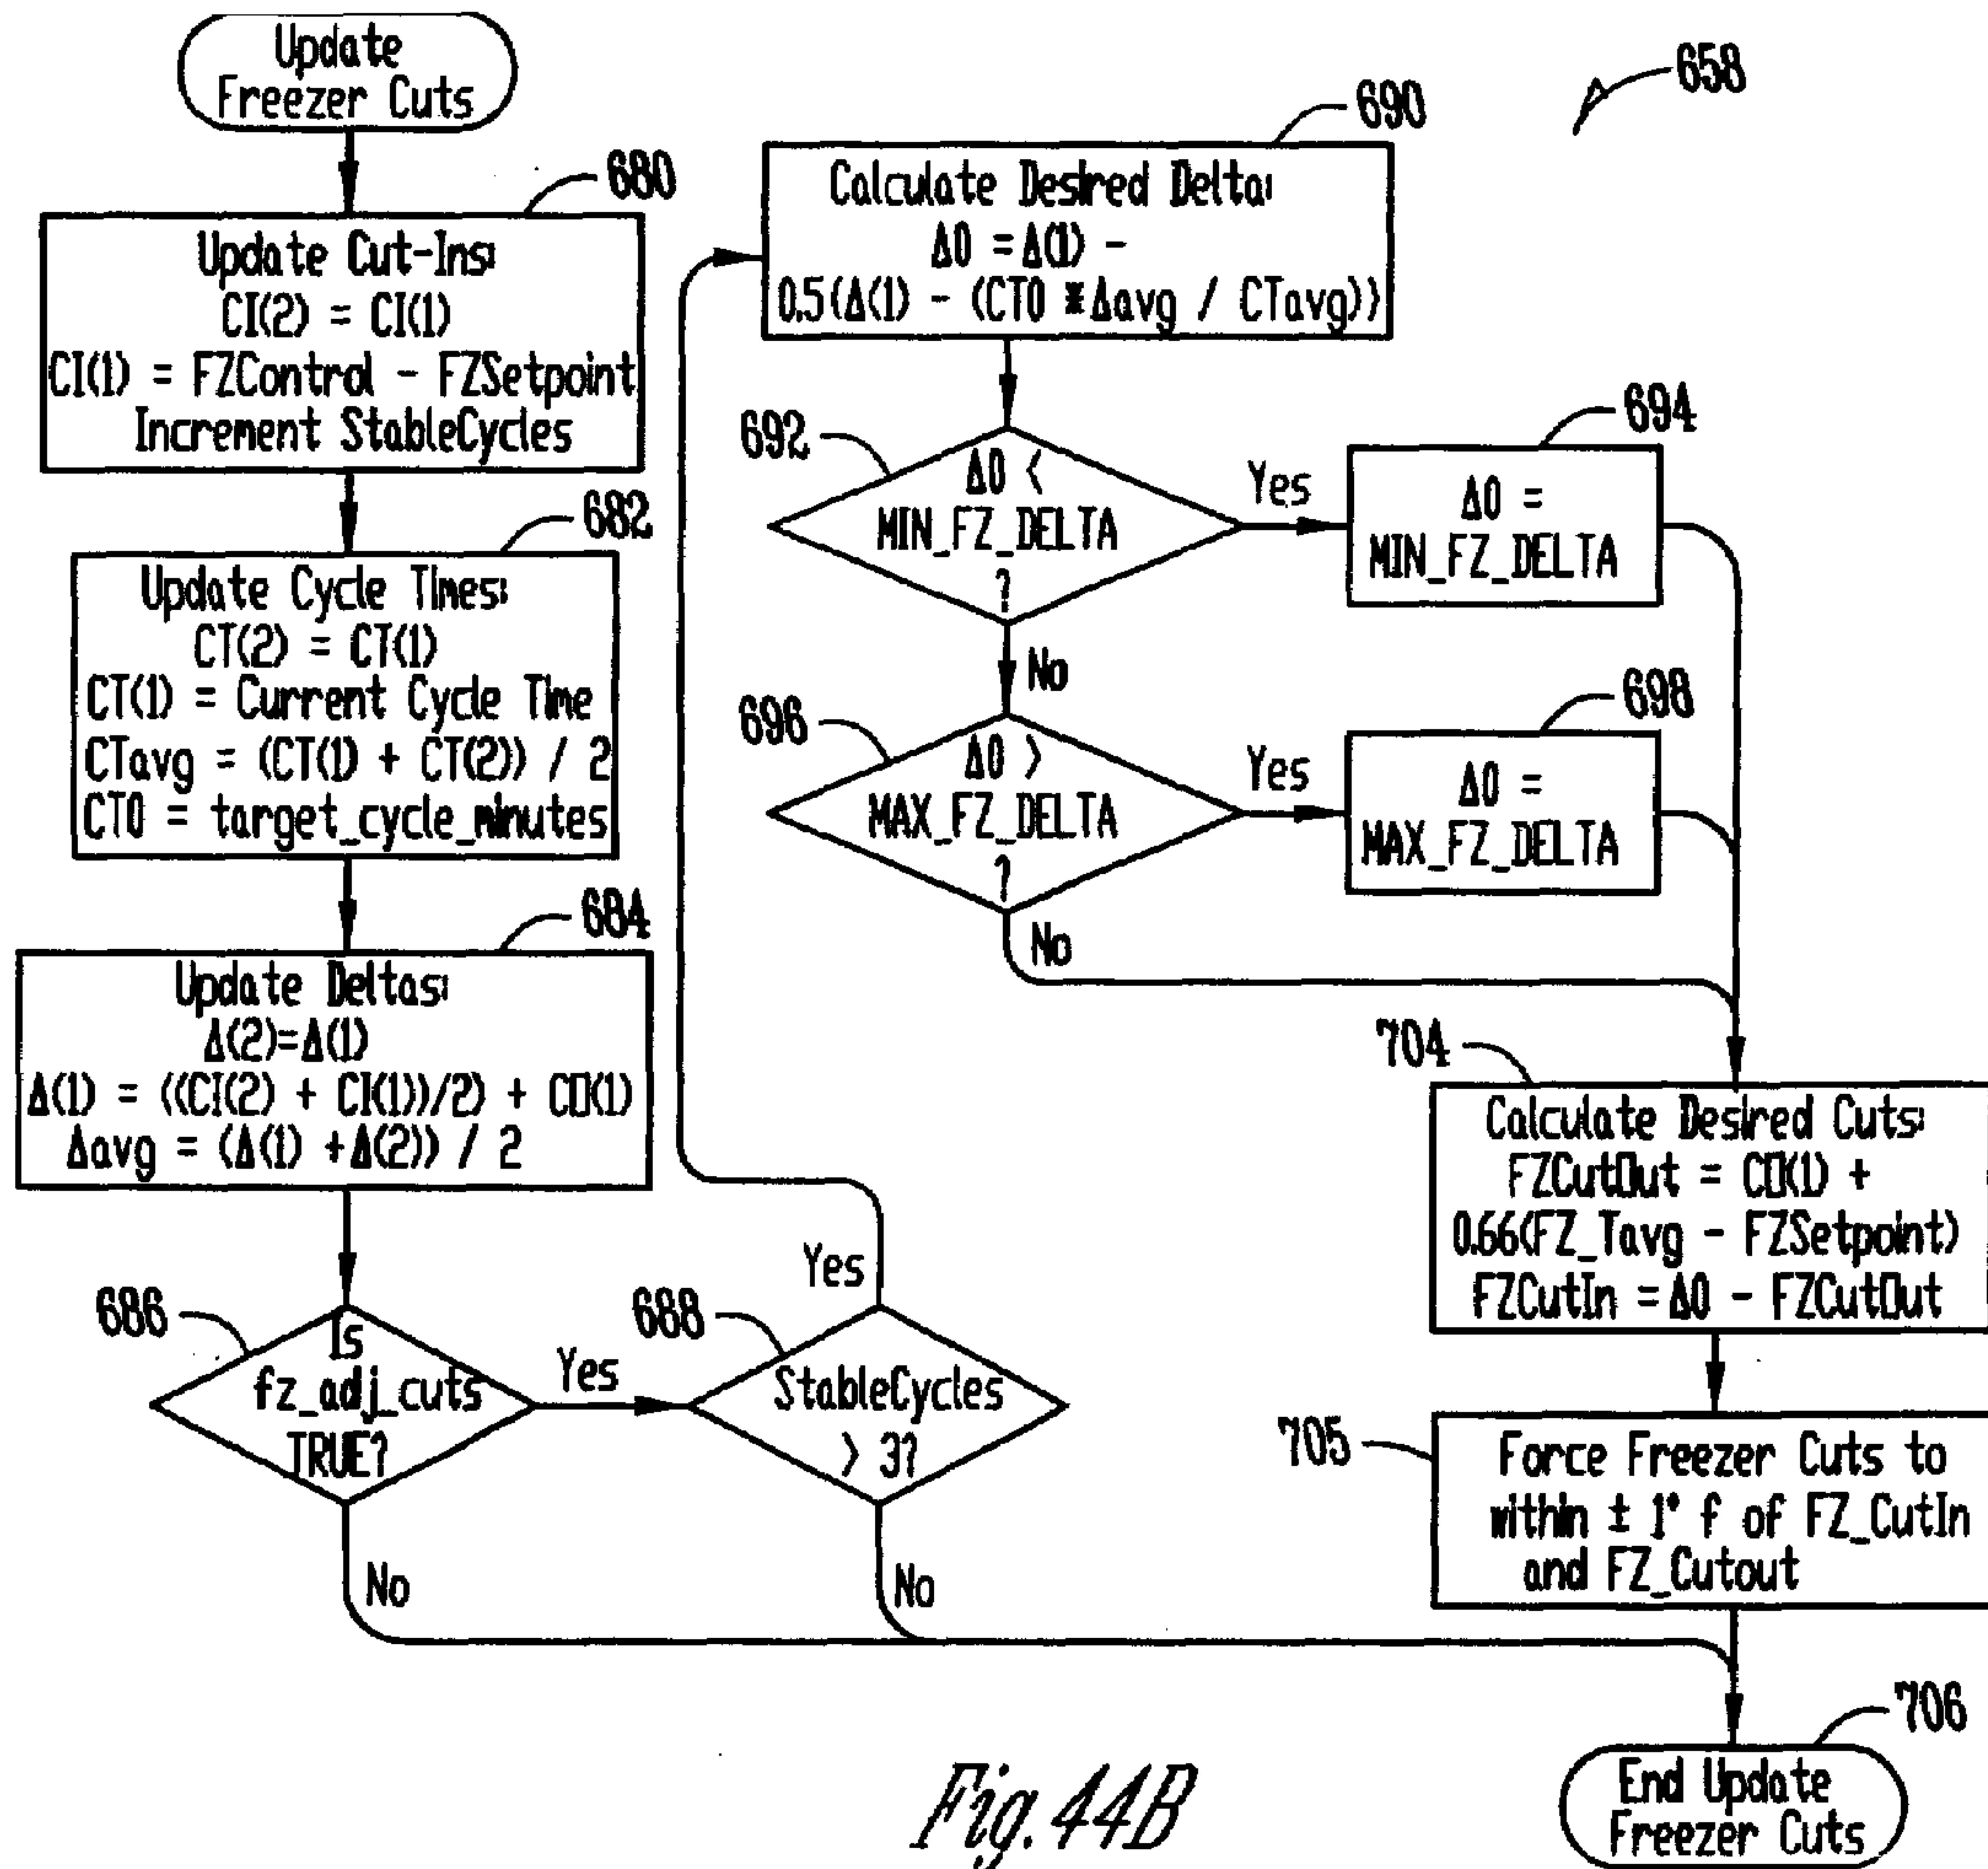 Update
Freezer Cuts
680
Update Cut-Ins:
CI(2) = CI(1)
CI(1) = FZControl - FZSetpoint
Increment StableCycles
682
Update Cycle Times:
CT(2) = CT(1)
CT(1) = Current Cycle Time
CTavg = (CT(1) + CT(2)) / 2
CT0 = target_cycle_minutes
684
Update Deltas:
Δ(2)=Δ(1)
Δ(1) = ((CI(2) + CI(1))/2) + CO(1)
Δavg = (Δ(1) +Δ(2)) / 2
686
Is
fz_adj_cuts
TRUE?
Yes
No
688
StableCycles
> 3?
Yes
No
658
690
Calculate Desired Delta:
Δ0 = Δ(1) -
0.5(Δ(1) - (CT0 * Δavg / CTavg))
692
Δ0 <
MIN_FZ_DELTA
?
Yes
No
694
Δ0 =
MIN_FZ_DELTA
696
Δ0 >
MAX_FZ_DELTA
?
Yes
No
698
Δ0 =
MAX_FZ_DELTA
704
Calculate Desired Cuts:
FZCutOut = CO(1) +
0.66(FZ_Tavg - FZSetpoint)
FZCutIn = Δ0 - FZCutOut
705
Force Freezer Cuts to
within ± 1° f of FZ_CutIn
and FZ_Cutout
706
End Update
Freezer Cuts
Fig. 44B